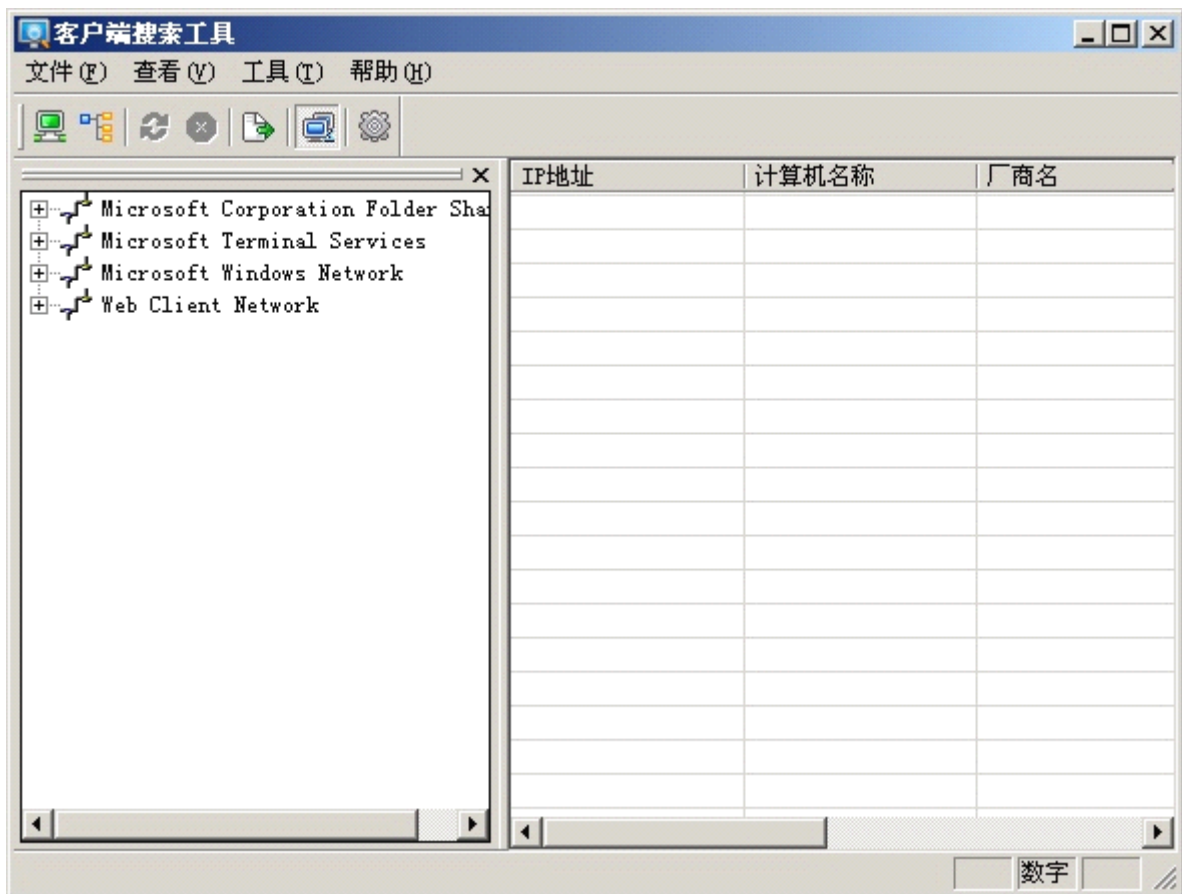 客户端搜索工具
文件(F) 查看(V) 工具(T) 帮助(H)
IP地址 计算机名称 厂商名
Microsoft Corporation Folder Sha
Microsoft Terminal Services
Microsoft Windows Network
Web Client Network
数字